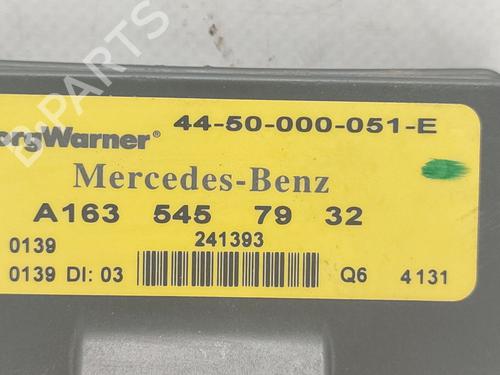 orgWarner® 44-50-000-051-E
Mercedes-Benz
A163 545 79 32
0139 241393
0139 DI: 03 Q6 4131
B-PARTS